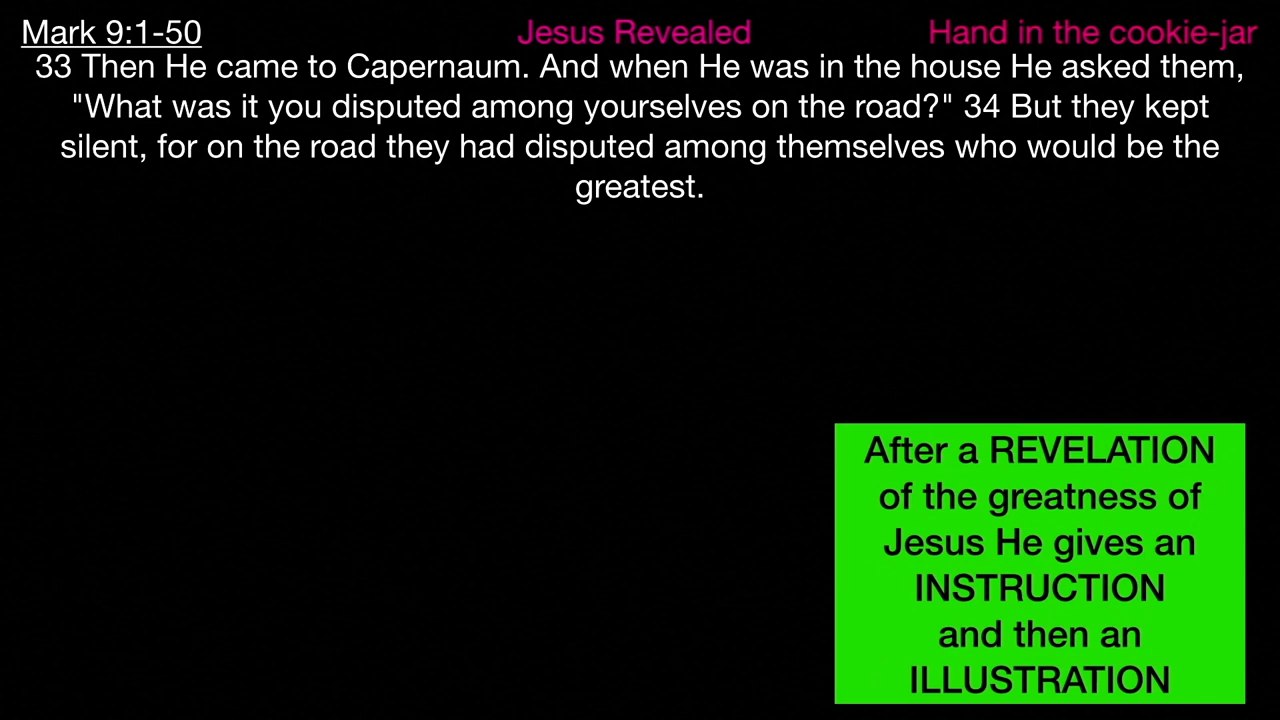 Mark 9:1-50
Jesus Revealed
Hand in the cookie-jar
33 Then He came to Capernaum. And when He was in the house He asked them,
"What was it you disputed among yourselves on the road?" 34 But they kept
silent, for on the road they had disputed among themselves who would be the
greatest.
After a REVELATION
of the greatness of
Jesus He gives an
INSTRUCTION
and then an
ILLUSTRATION